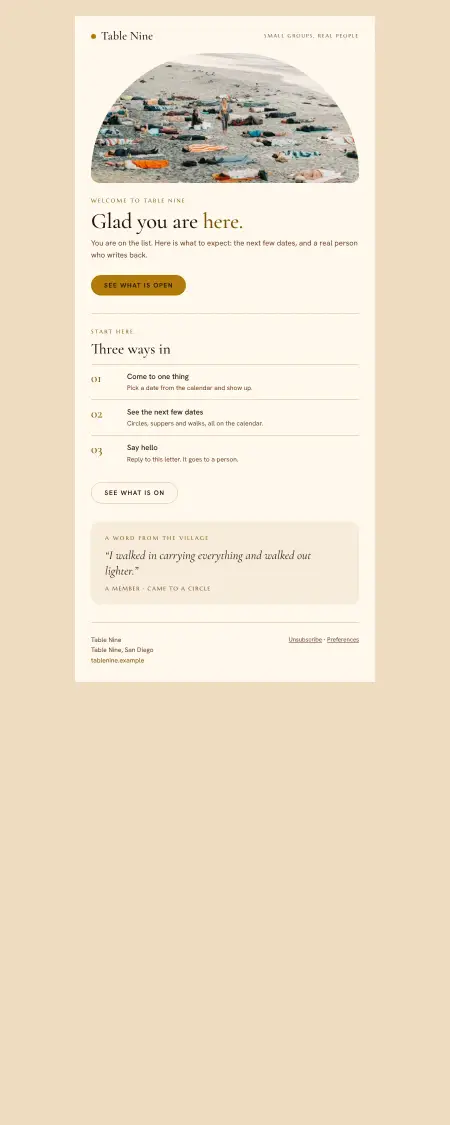 Table Nine
SMALL GROUPS, REAL PEOPLE
WELCOME TO TABLE NINE
Glad you are here.
You are on the list. Here is what to expect: the next few dates, and a real person
who writes back.
SEE WHAT IS OPEN
START HERE
Three ways in
01
Come to one thing
Pick a date from the calendar and show up.
02
See the next few dates
Circles, suppers and walks, all on the calendar.
03
Say hello
Reply to this letter. It goes to a person.
SEE WHAT IS ON
A WORD FROM THE VILLAGE
“I walked in carrying everything and walked out
lighter.”
A MEMBER · CAME TO A CIRCLE
Table Nine
Unsubscribe · Preferences
Table Nine, San Diego
tablenine.example